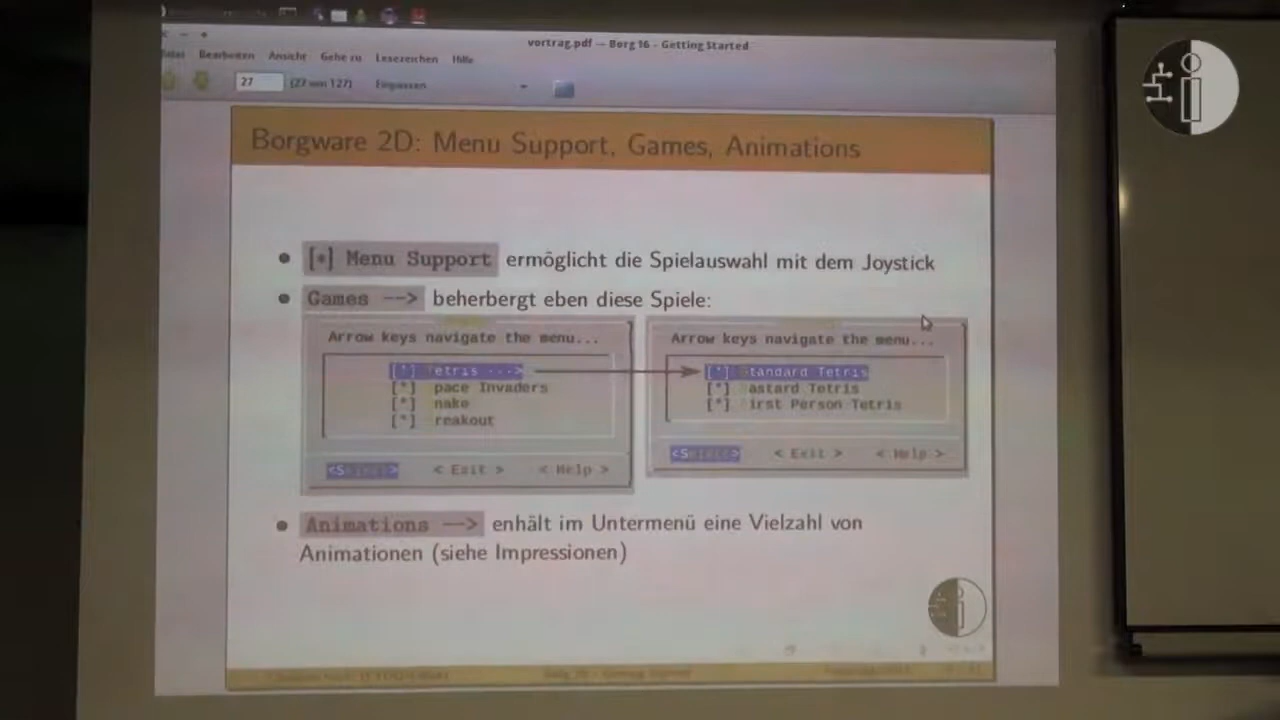 vortrag.pdf — Borg 16 - Getting Started
Bearbeiten Ansicht Gehe zu Lesezeichen Hilfe
27 (27 von 127) Einpassen
Borgware 2D: Menu Support, Games, Animations
[*] Menu Support ermöglicht die Spielauswahl mit dem Joystick
Games --> beherbergt eben diese Spiele:
Arrow keys navigate the menu...
[*] Tetris --->
[*] pace Invaders
[*] nake
[*] reakout
< Exit > < Help >
Arrow keys navigate the menu...
[*] Standard Tetris
[*] astard Tetris
[*] irst Person Tetris
< Exit > < Help >
Animations --> enhält im Untermenü eine Vielzahl von
Animationen (siehe Impressionen)